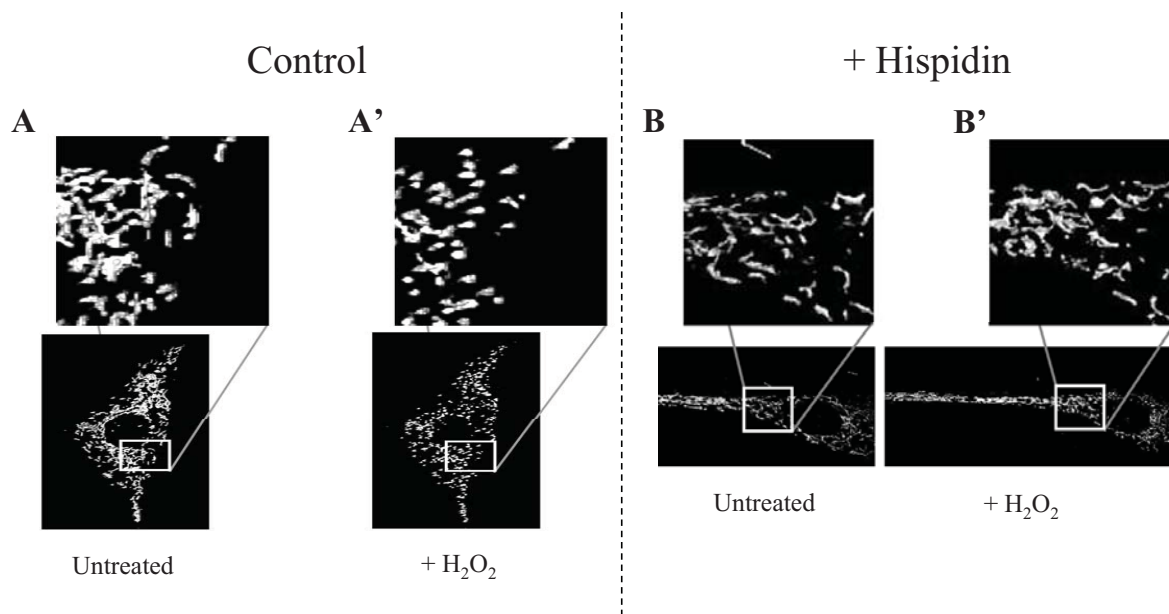 Control
+ Hispidin
A
A’
B
B’
Untreated
+ H₂O₂
Untreated
+ H₂O₂